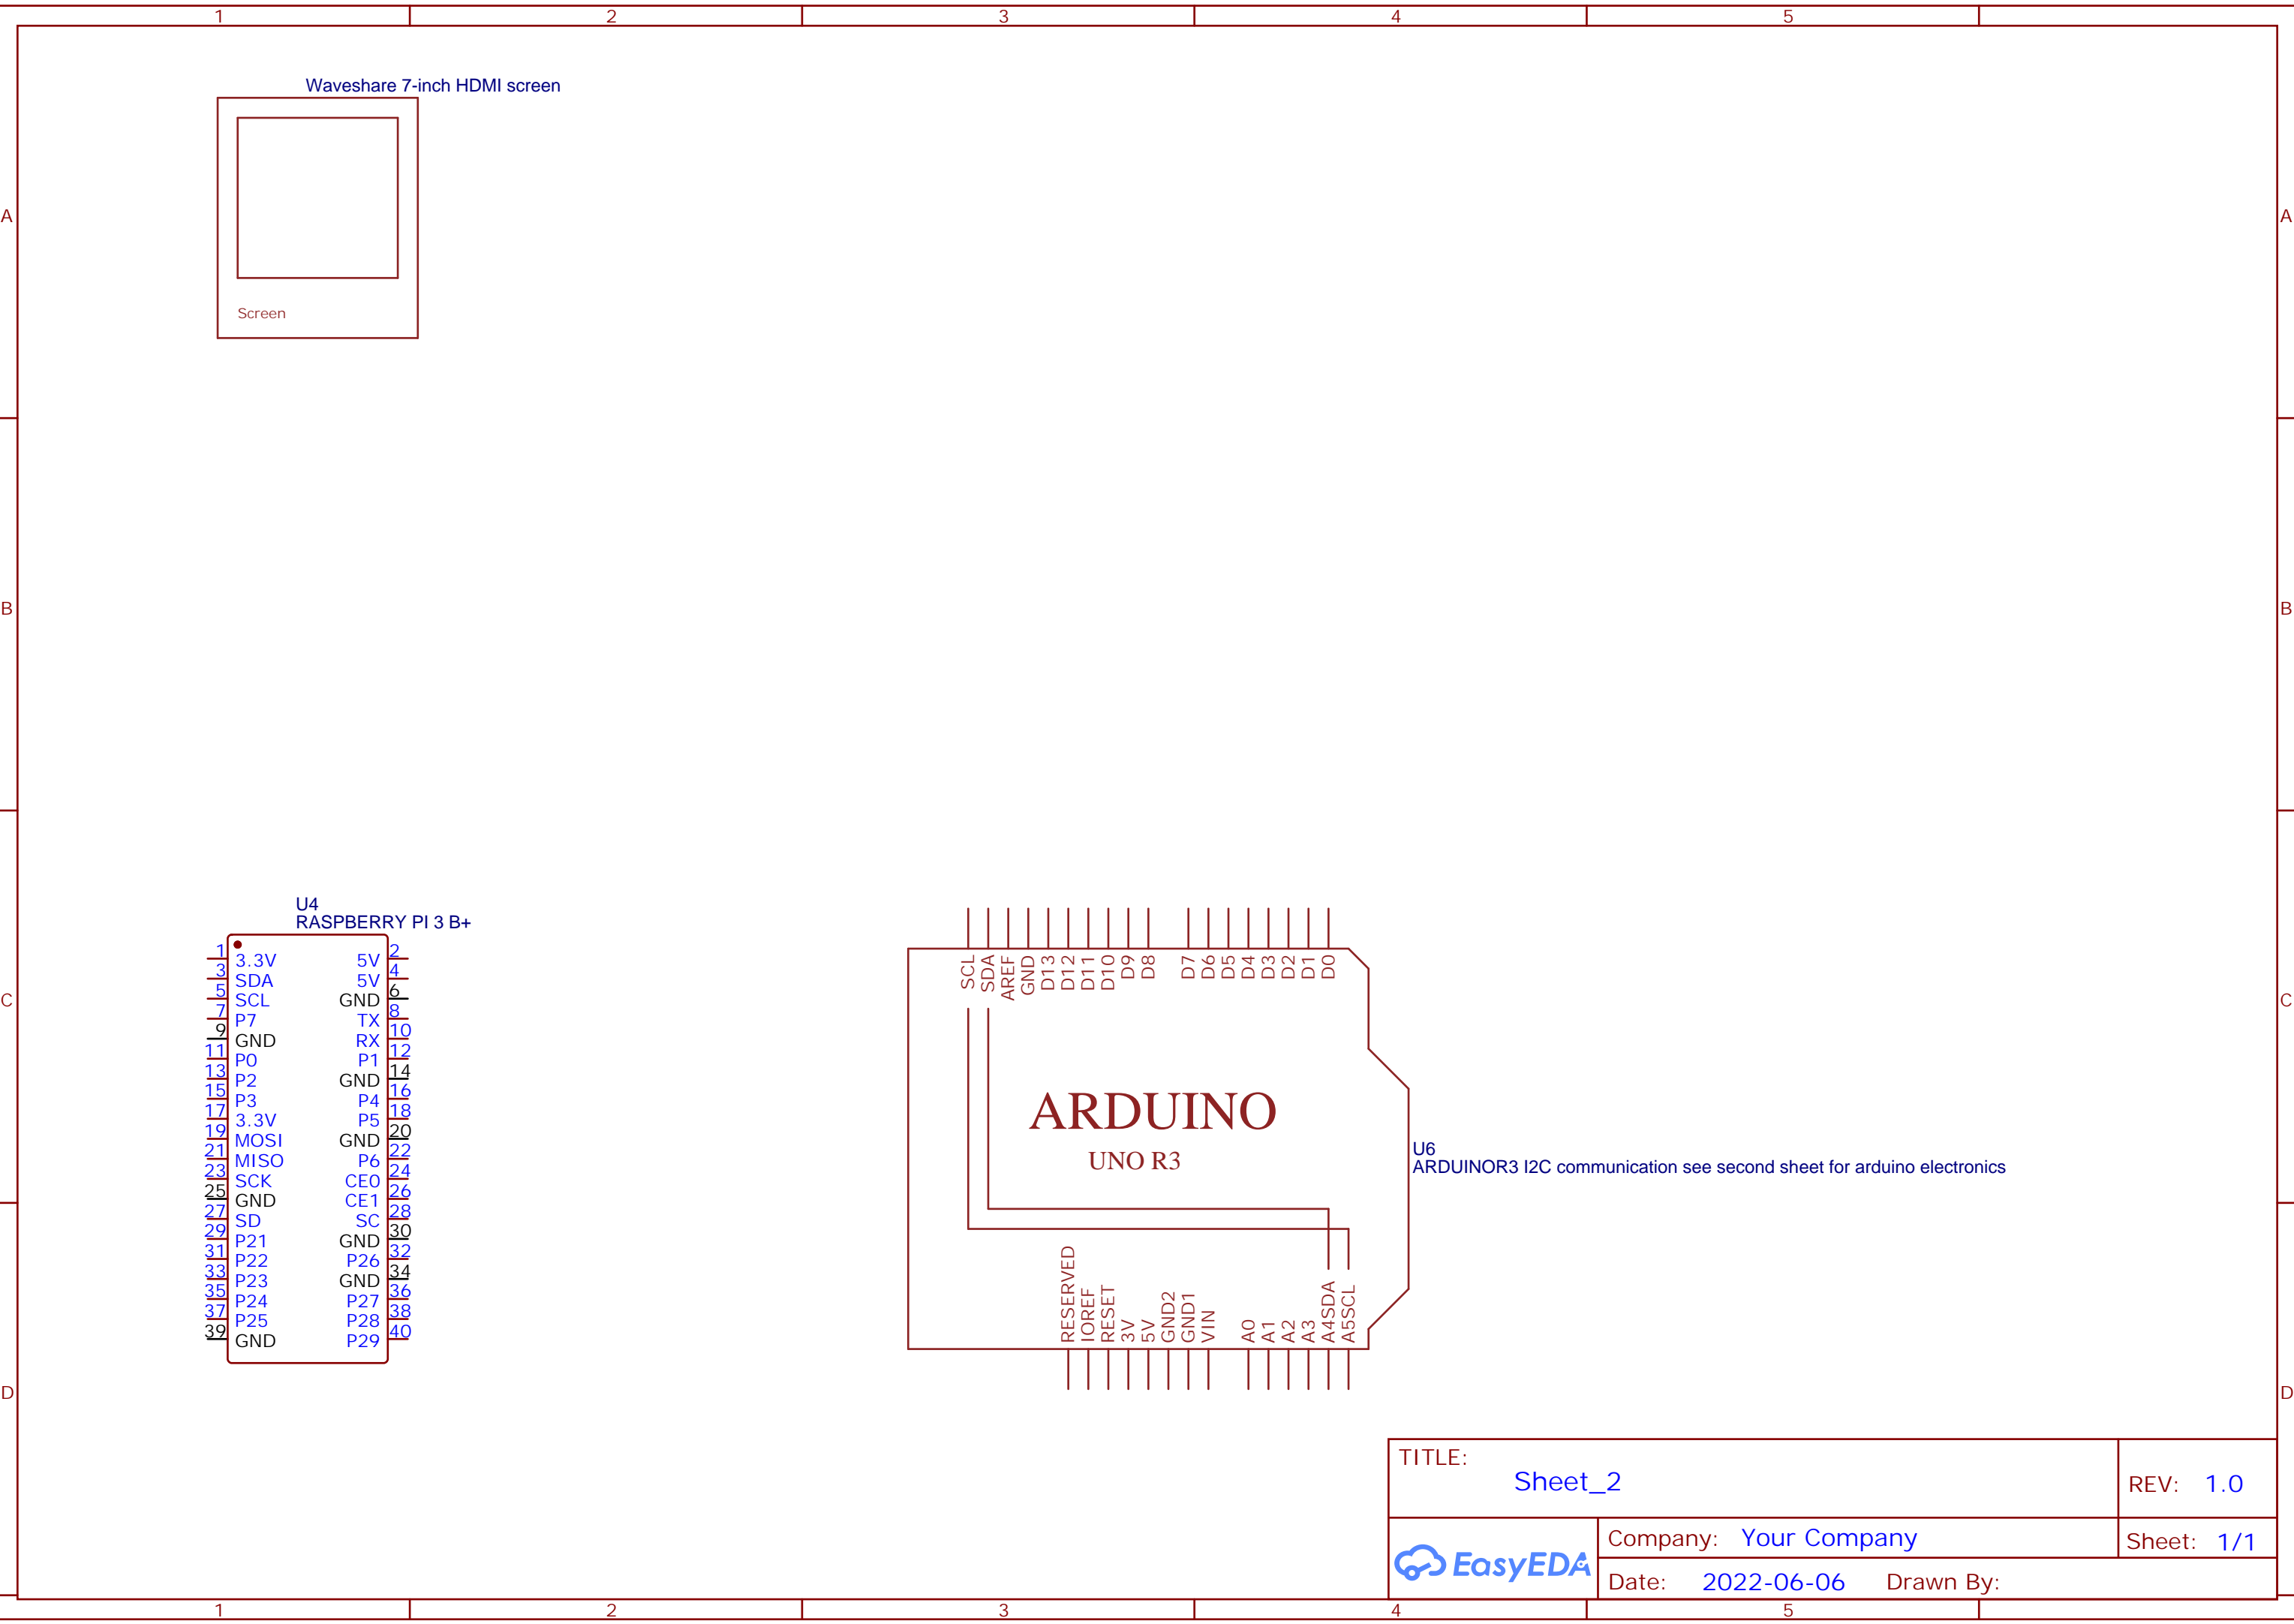 1 2 3 4 5
Waveshare 7-inch HDMI screen
Screen
A A
B B
C C
D D
U4
RASPBERRY PI 3 B+
1 3.3V 5V 2
3 SDA 5V 4
5 SCL GND 6
7 P7 TX 8
9 GND RX 10
11 P0 P1 12
13 P2 GND 14
15 P3 P4 16
17 3.3V P5 18
19 MOSI GND 20
21 MISO P6 22
23 SCK CE0 24
25 GND CE1 26
27 SD SC 28
29 P21 GND 30
31 P22 P26 32
33 P23 GND 34
35 P24 P27 36
37 P25 P28 38
39 GND P29 40
SCL SDA AREF GND D13 D12 D11 D10 D9 D8 D7 D6 D5 D4 D3 D2 D1 D0
ARDUINO
UNO R3
RESERVED IOREF RESET 3V 5V GND2 GND1 VIN A0 A1 A2 A3 A4SDA A5SCL
U6
ARDUINOR3 I2C communication see second sheet for arduino electronics
TITLE:
Sheet_2
REV: 1.0
EasyEDA
Company: Your Company
Sheet: 1/1
Date: 2022-06-06 Drawn By:
1 2 3 4 5